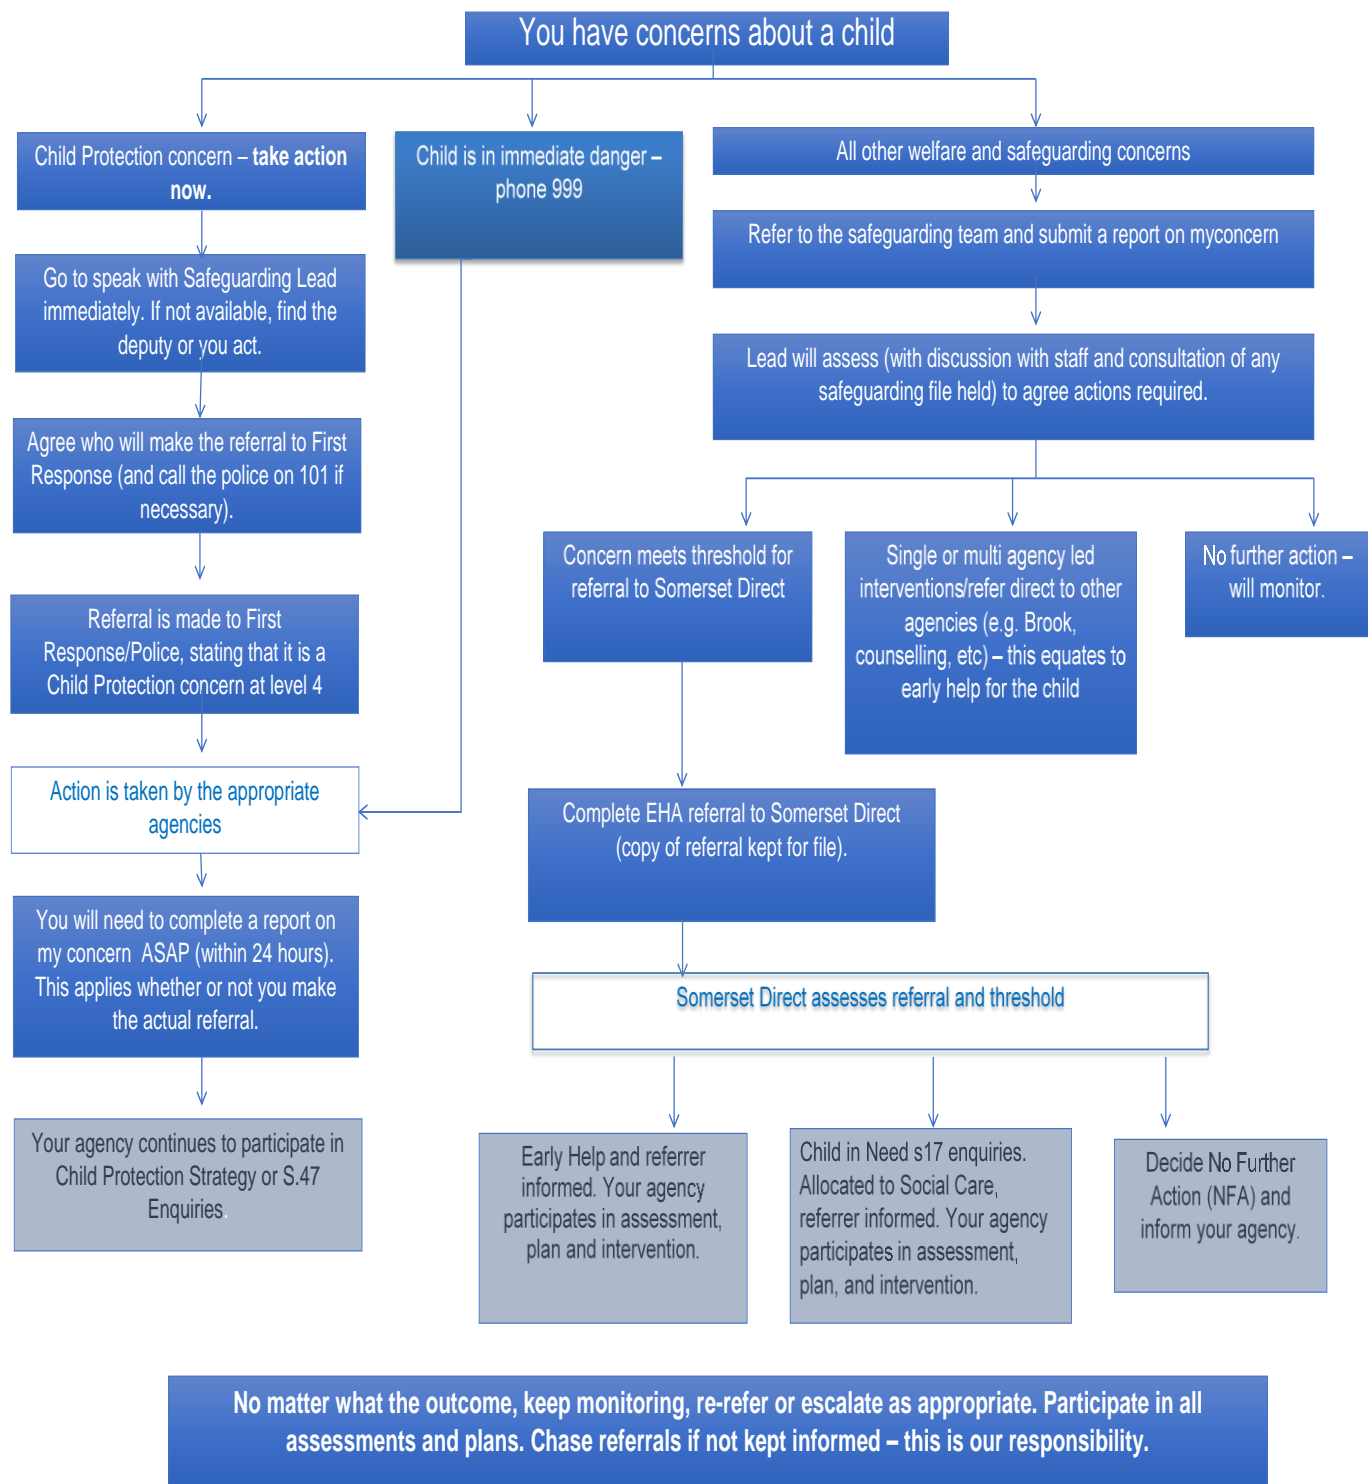 You have concerns about a child
Child Protection concern – take action
now.
Go to speak with Safeguarding Lead
immediately. If not available, find the
deputy or you act.
Agree who will make the referral to First
Response (and call the police on 101 if
necessary).
Referral is made to First
Response/Police, stating that it is a
Child Protection concern at level 4
Action is taken by the appropriate
agencies
You will need to complete a report on
my concern ASAP (within 24 hours).
This applies whether or not you make
the actual referral.
Your agency continues to participate in
Child Protection Strategy or S.47
Enquiries.
Child is in immediate danger –
phone 999
All other welfare and safeguarding concerns
Refer to the safeguarding team and submit a report on myconcern
Lead will assess (with discussion with staff and consultation of any
safeguarding file held) to agree actions required.
Concern meets threshold for
referral to Somerset Direct
Single or multi agency led
interventions/refer direct to other
agencies (e.g. Brook,
counselling, etc) – this equates to
early help for the child
No further action –
will monitor.
Complete EHA referral to Somerset Direct
(copy of referral kept for file).
Somerset Direct assesses referral and threshold
Early Help and referrer
informed. Your agency
participates in assessment,
plan and intervention.
Child in Need s17 enquiries.
Allocated to Social Care,
referrer informed. Your agency
participates in assessment,
plan, and intervention.
Decide No Further
Action (NFA) and
inform your agency.
No matter what the outcome, keep monitoring, re-refer or escalate as appropriate. Participate in all
assessments and plans. Chase referrals if not kept informed – this is our responsibility.